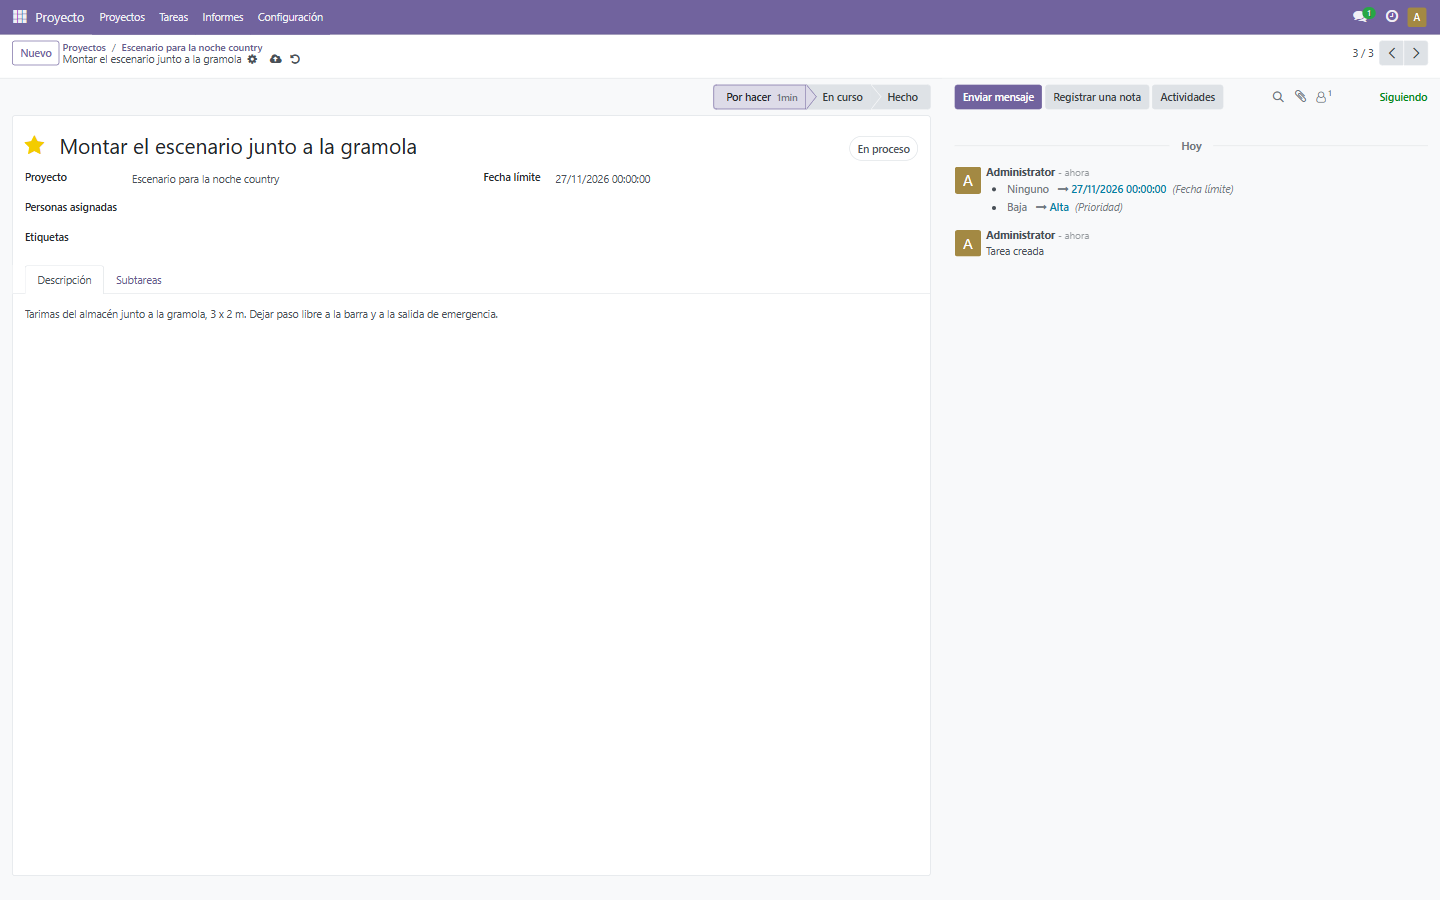 Proyecto Proyectos Tareas Informes Configuración 1 A
Nuevo Proyectos / Escenario para la noche country
Montar el escenario junto a la gramola
3 / 3
Por hacer 1min En curso Hecho
Enviar mensaje Registrar una nota Actividades 1 Siguiendo
Montar el escenario junto a la gramola
En proceso
Proyecto Escenario para la noche country
Fecha límite 27/11/2026 00:00:00
Personas asignadas
Etiquetas
Descripción Subtareas
Tarimas del almacén junto a la gramola, 3 x 2 m. Dejar paso libre a la barra y a la salida de emergencia.
Hoy
A Administrator - ahora
Ninguno → 27/11/2026 00:00:00 (Fecha límite)
Baja → Alta (Prioridad)
A Administrator - ahora
Tarea creada